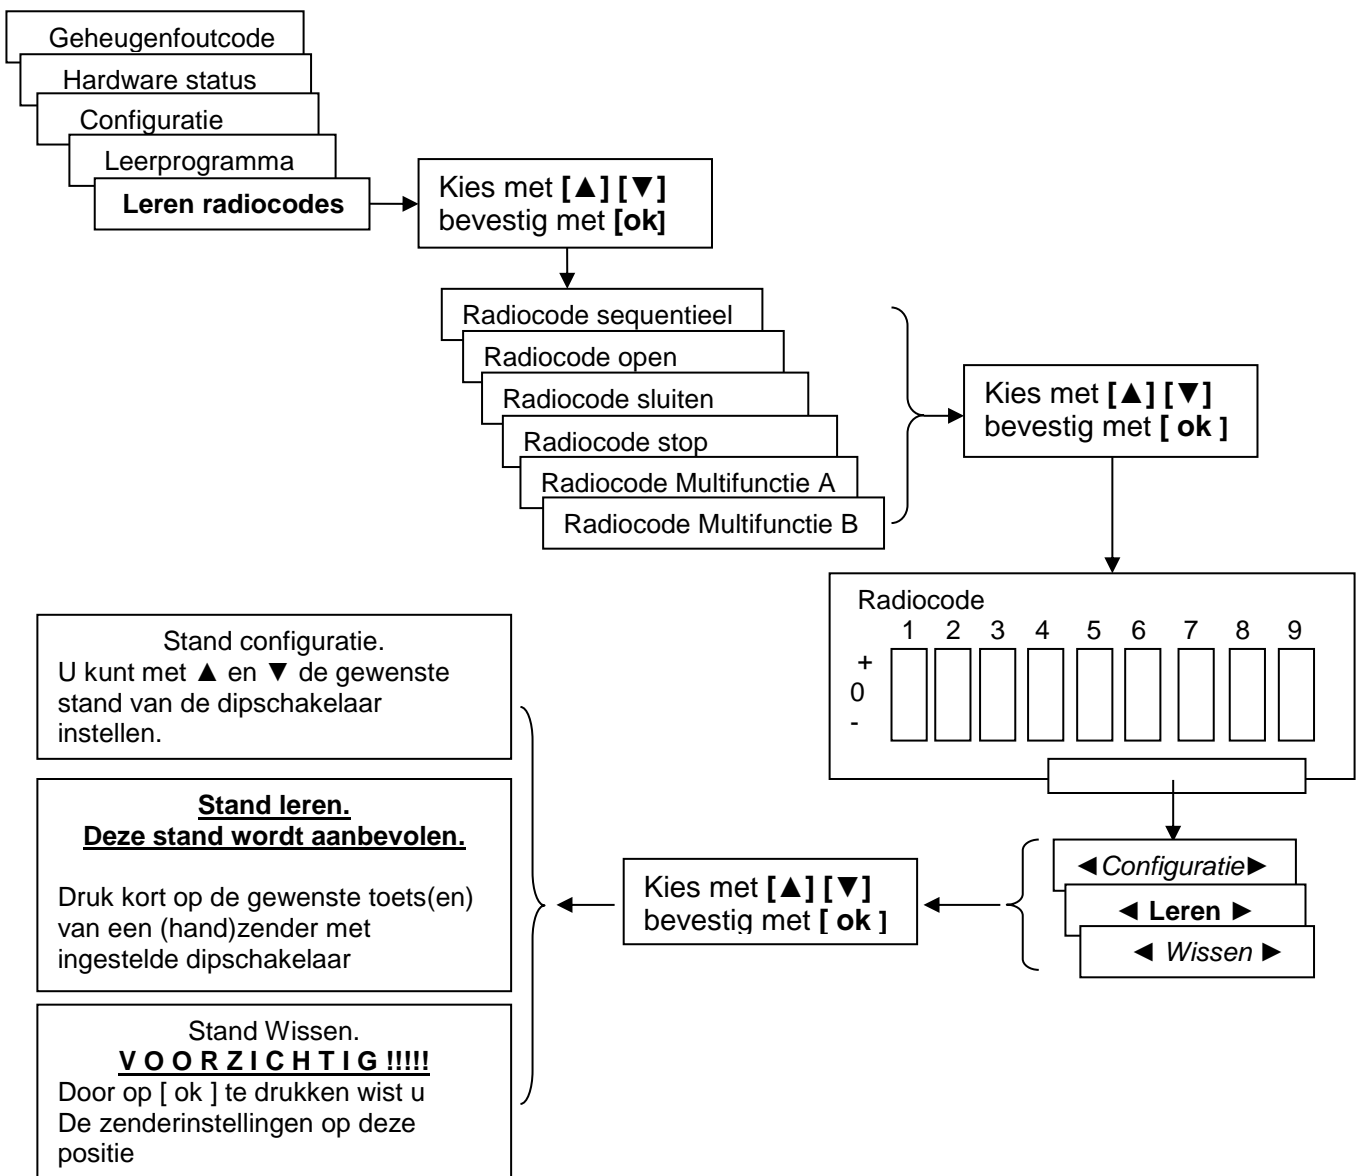 Geheugenfoutcode
Hardware status
Configuratie
Leerprogramma
Leren radiocodes
Kies met [▲] [▼]
bevestig met [ok]
Radiocode sequentieel
Radiocode open
Radiocode sluiten
Radiocode stop
Radiocode Multifunctie A
Radiocode Multifunctie B
Kies met [▲] [▼]
bevestig met [ ok ]
Radiocode
1 2 3 4 5 6 7 8 9
+
0
-
◄Configuratie►
◄ Leren ►
◄ Wissen ►
Kies met [▲] [▼]
bevestig met [ ok ]
Stand configuratie.
U kunt met ▲ en ▼ de gewenste
stand van de dipschakelaar
instellen.
Stand leren.
Deze stand wordt aanbevolen.
Druk kort op de gewenste toets(en)
van een (hand)zender met
ingestelde dipschakelaar
Stand Wissen.
V O O R Z I C H T I G !!!!!
Door op [ ok ] te drukken wist u
De zenderinstellingen op deze
positie